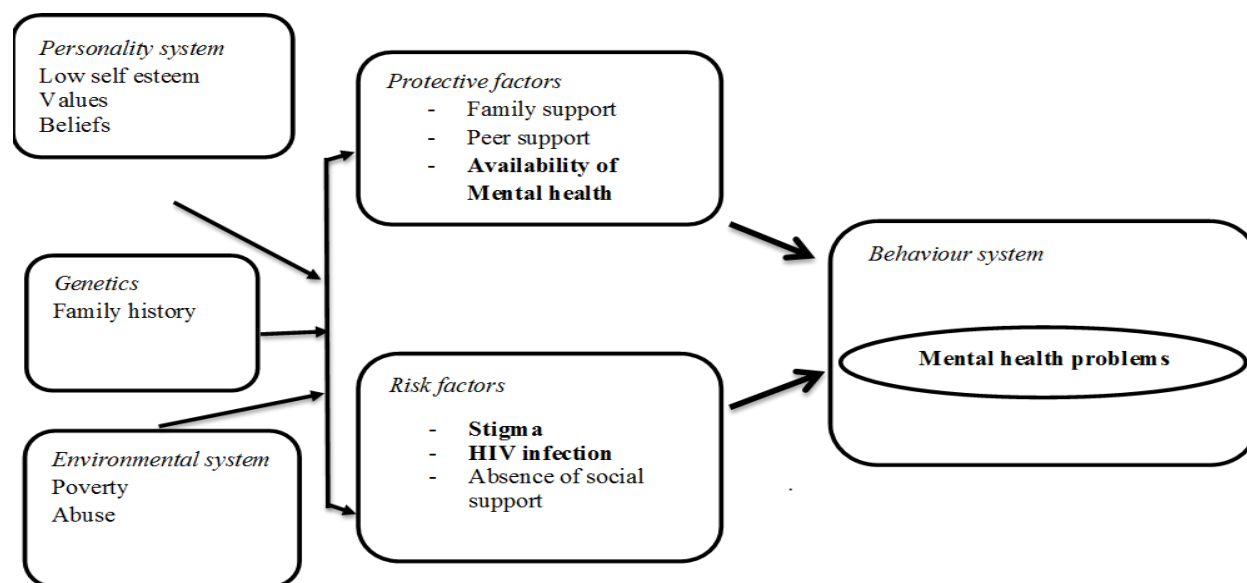 Personality system
Low self esteem
Values
Beliefs
Genetics
Family history
Environmental system
Poverty
Abuse
Protective factors
- Family support
- Peer support
- Availability of
Mental health
Risk factors
- Stigma
- HIV infection
- Absence of social
support
Behaviour system
Mental health problems
.